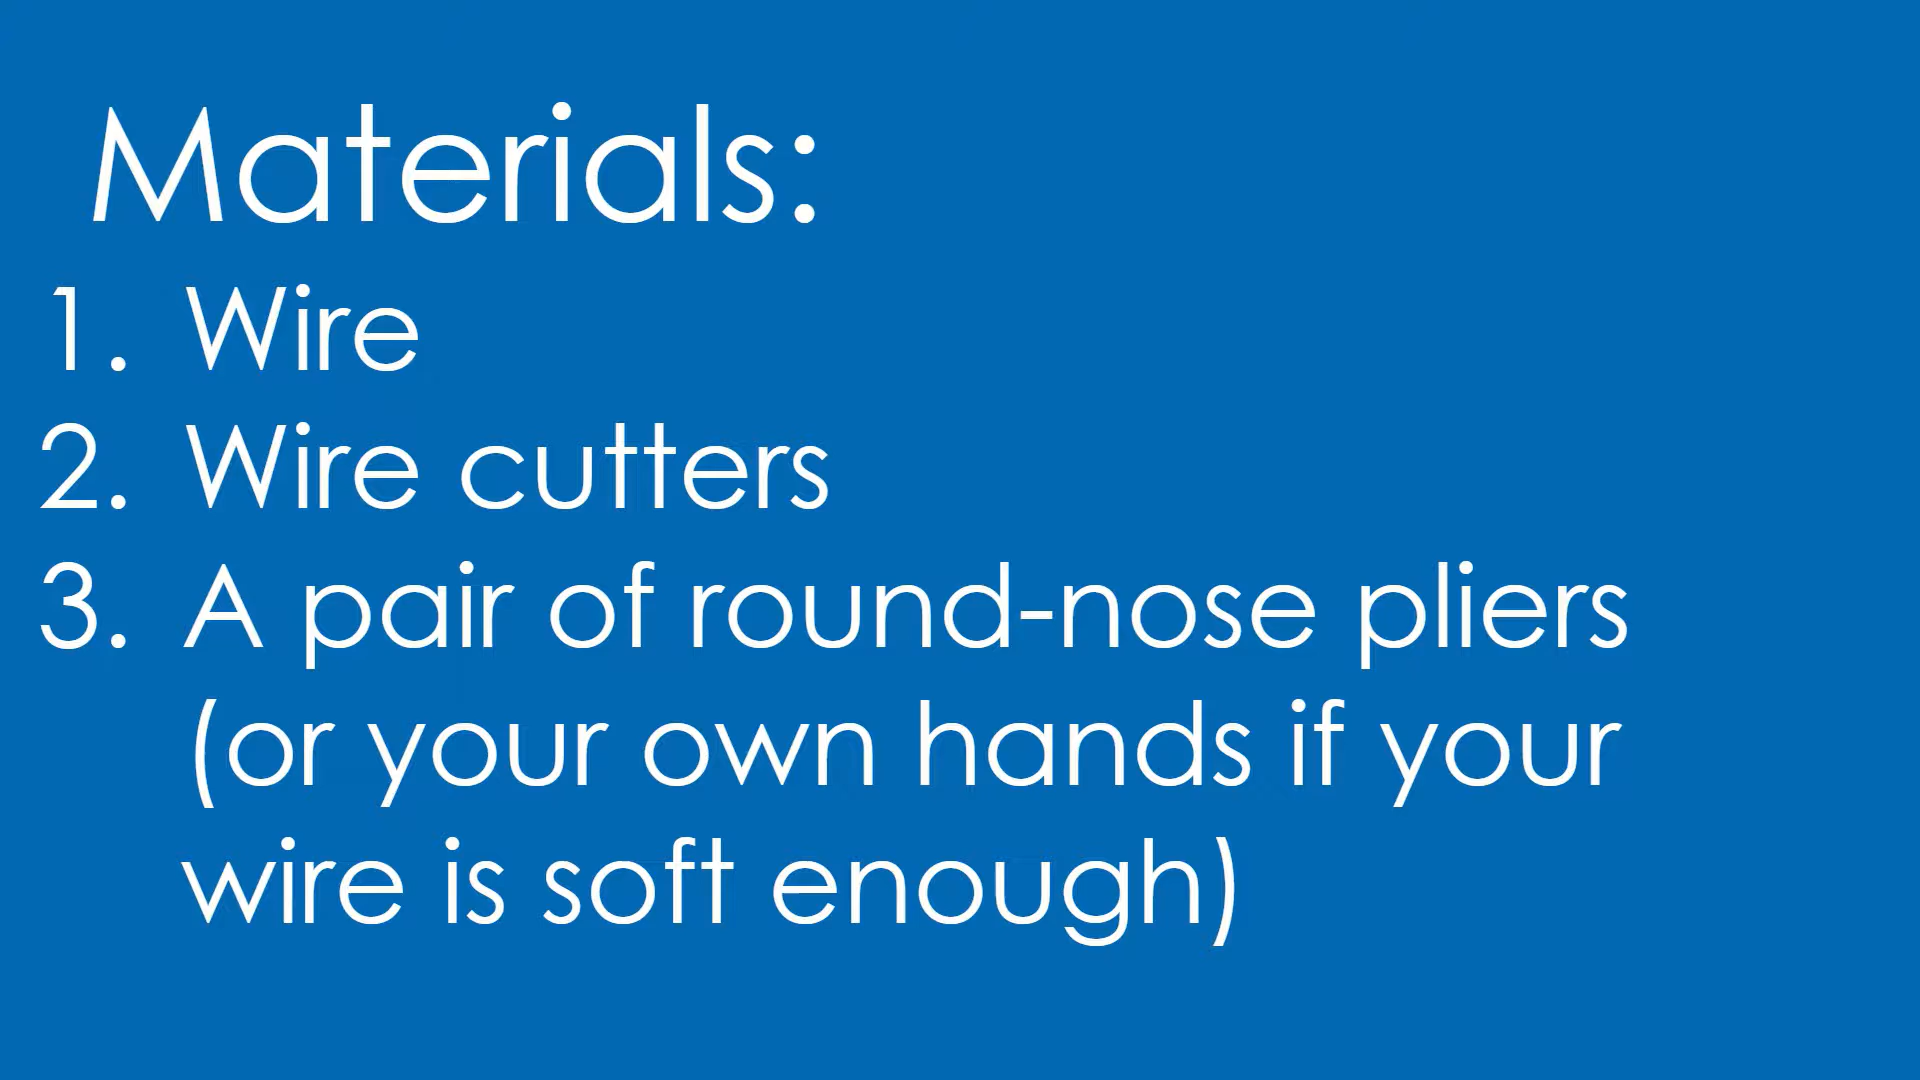 Materials:
1. Wire
2. Wire cutters
3. A pair of round-nose pliers
(or your own hands if your
wire is soft enough)